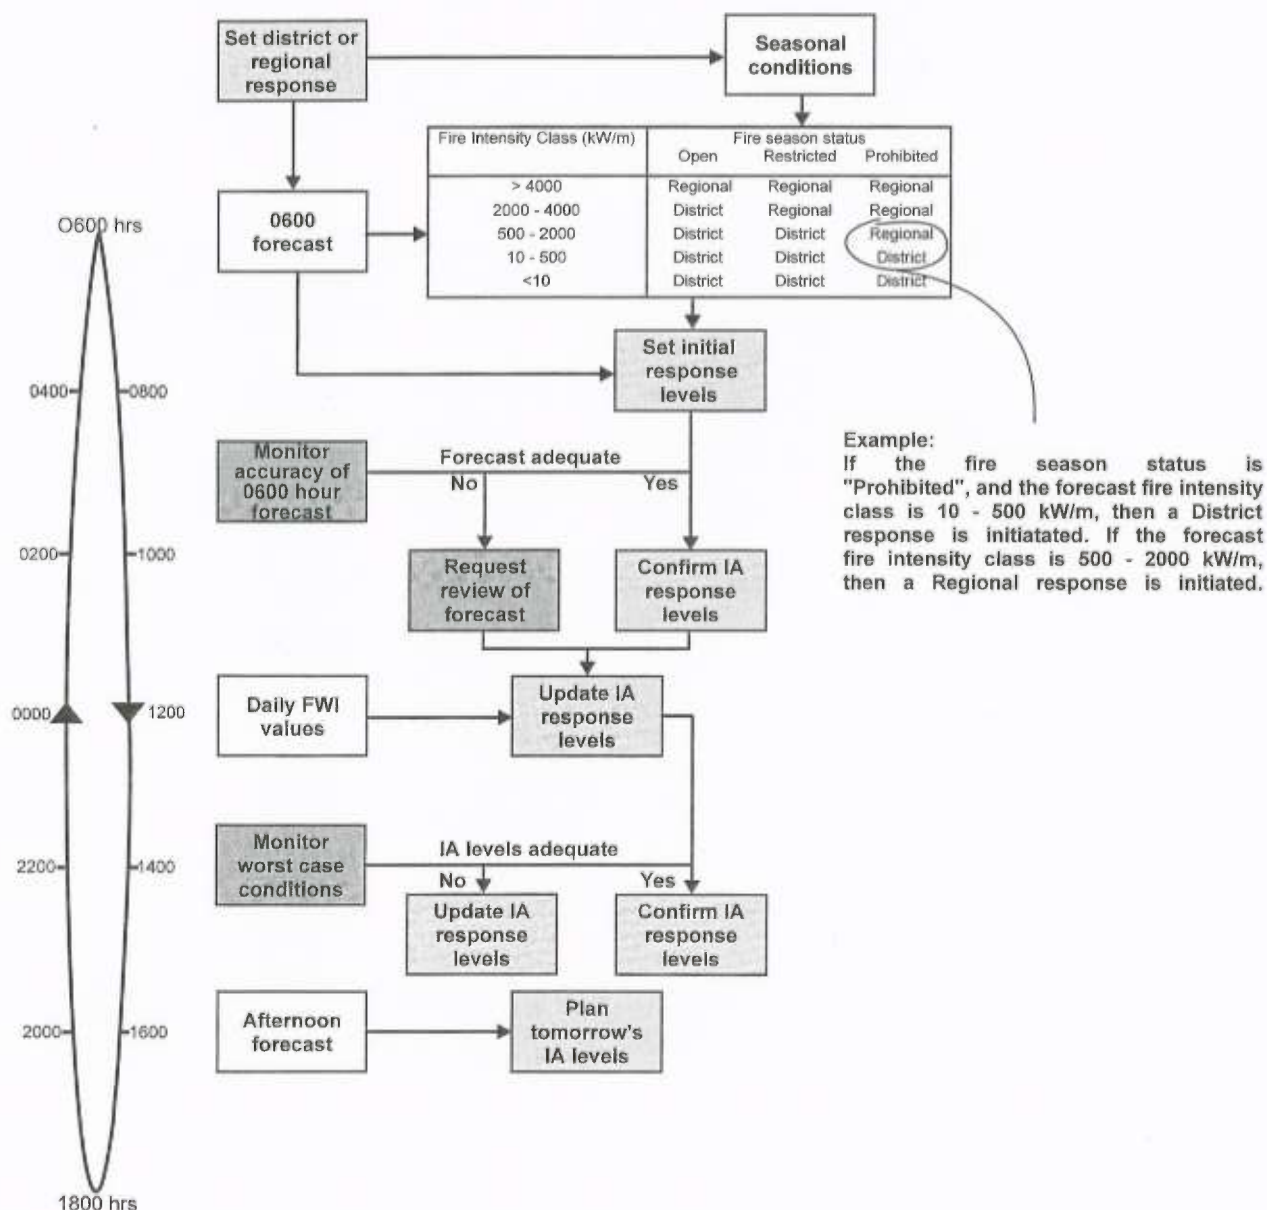 Set district or
regional
response
Seasonal
conditions
Fire Intensity Class (kW/m)
Fire season status
Open Restricted Prohibited
> 4000 Regional Regional Regional
2000 - 4000 District Regional Regional
500 - 2000 District District Regional
10 - 500 District District District
<10 District District District
0600
forecast
O600 hrs
Set initial
response
levels
0400 0800
Example:
If the fire season status is
"Prohibited", and the forecast fire intensity
class is 10 - 500 kW/m, then a District
response is initiatated. If the forecast
fire intensity class is 500 - 2000 kW/m,
then a Regional response is initiated.
Monitor
accuracy of
0600 hour
forecast
Forecast adequate
No Yes
0200 1000
Request
review of
forecast
Confirm IA
response
levels
0000 1200
Daily FWI
values
Update IA
response
levels
Monitor
worst case
conditions
IA levels adequate
No Yes
2200 1400
Update IA
response
levels
Confirm IA
response
levels
2000 1600
Afternoon
forecast
Plan
tomorrow's
IA levels
1800 hrs